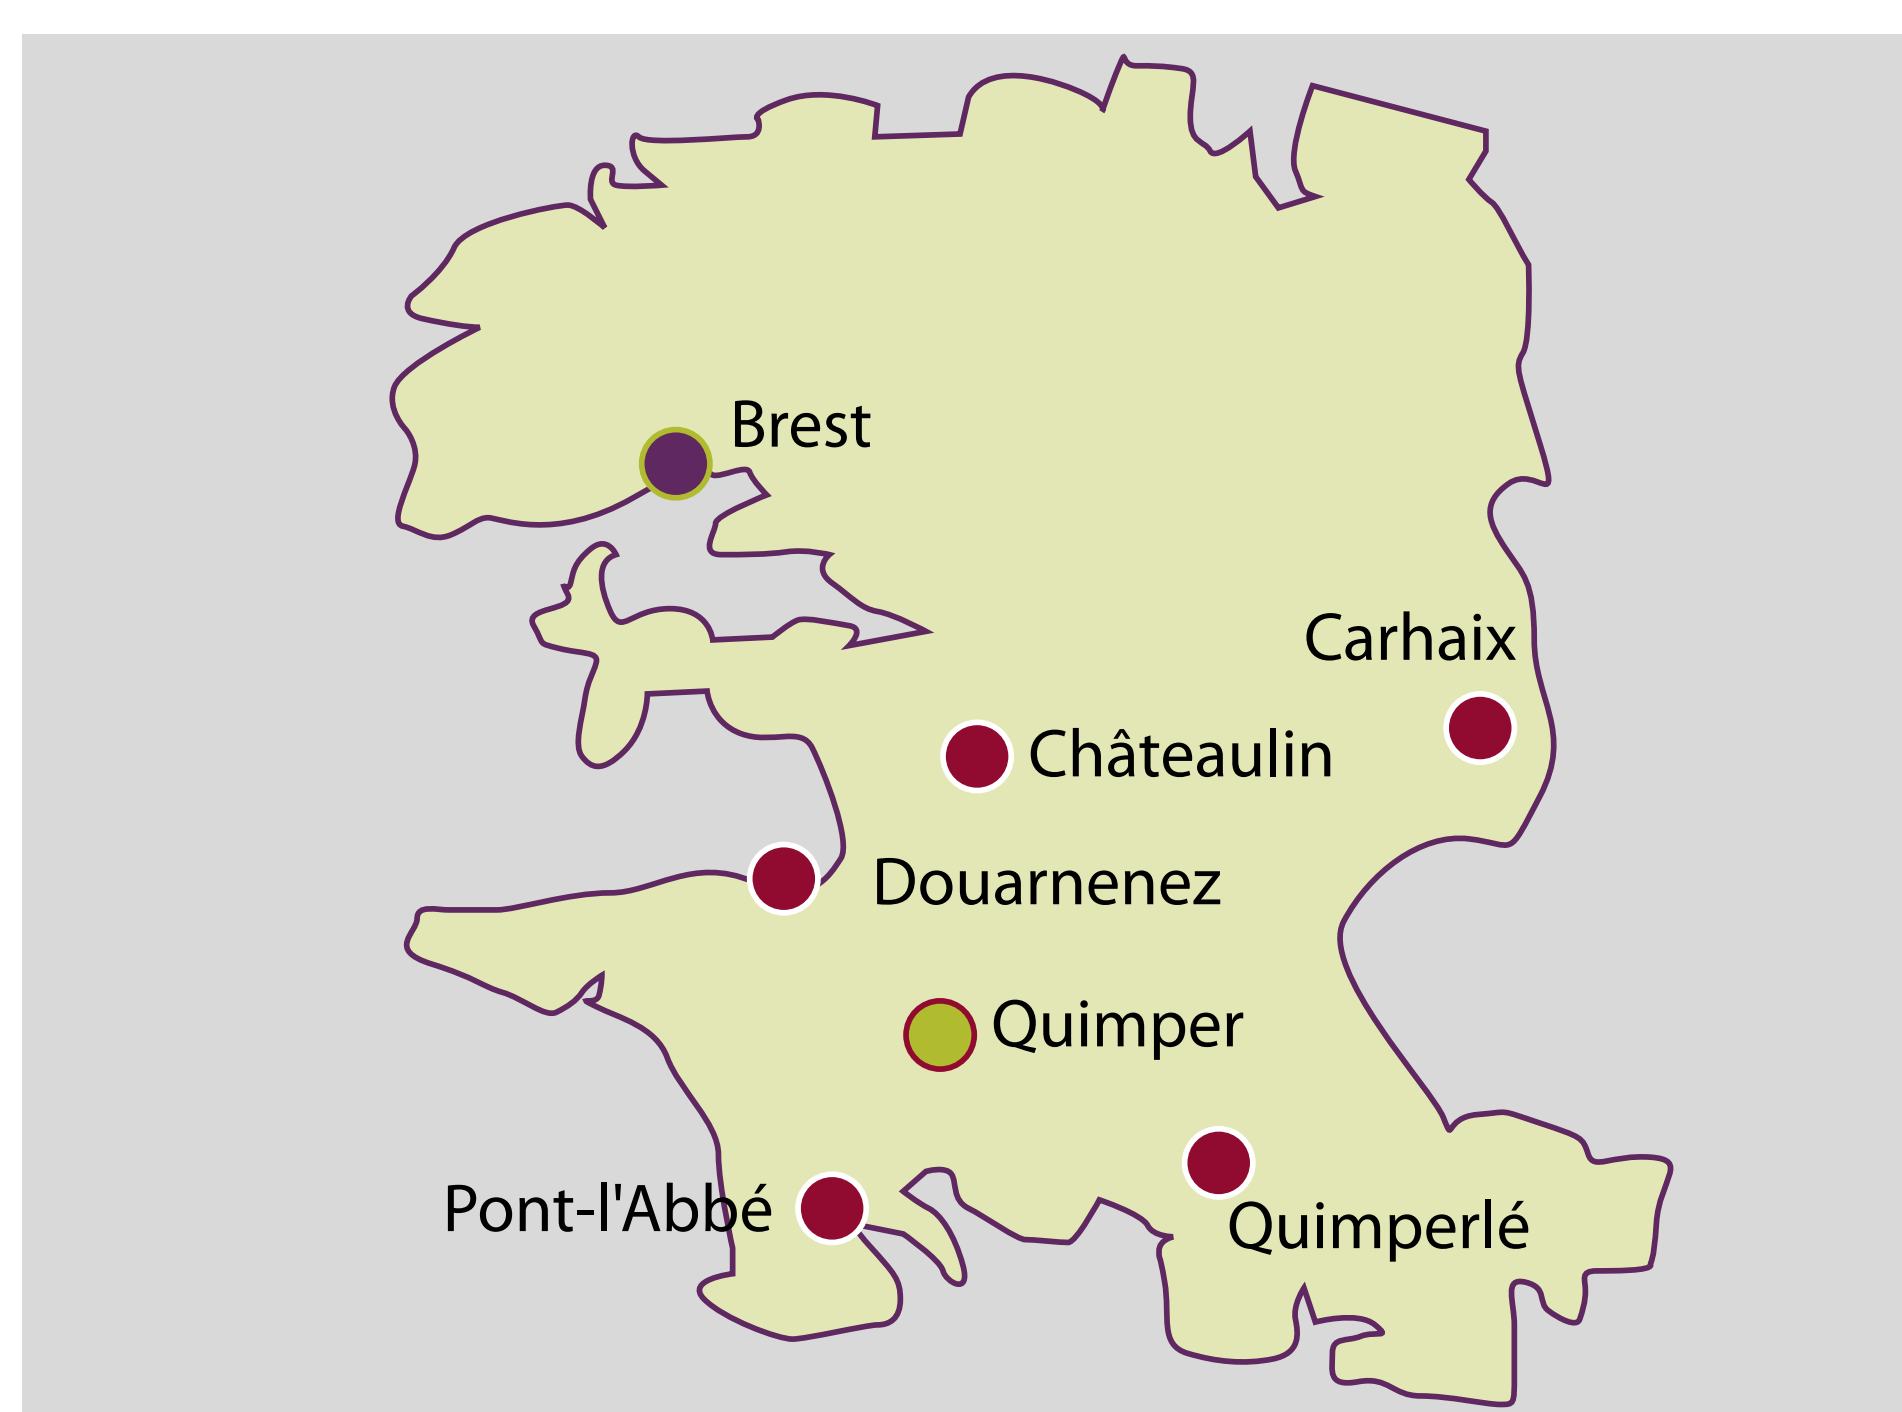 Brest
Carhaix
Châteaulin
Douarnenez
Quimper
Pont-l'Abbé
Quimperlé